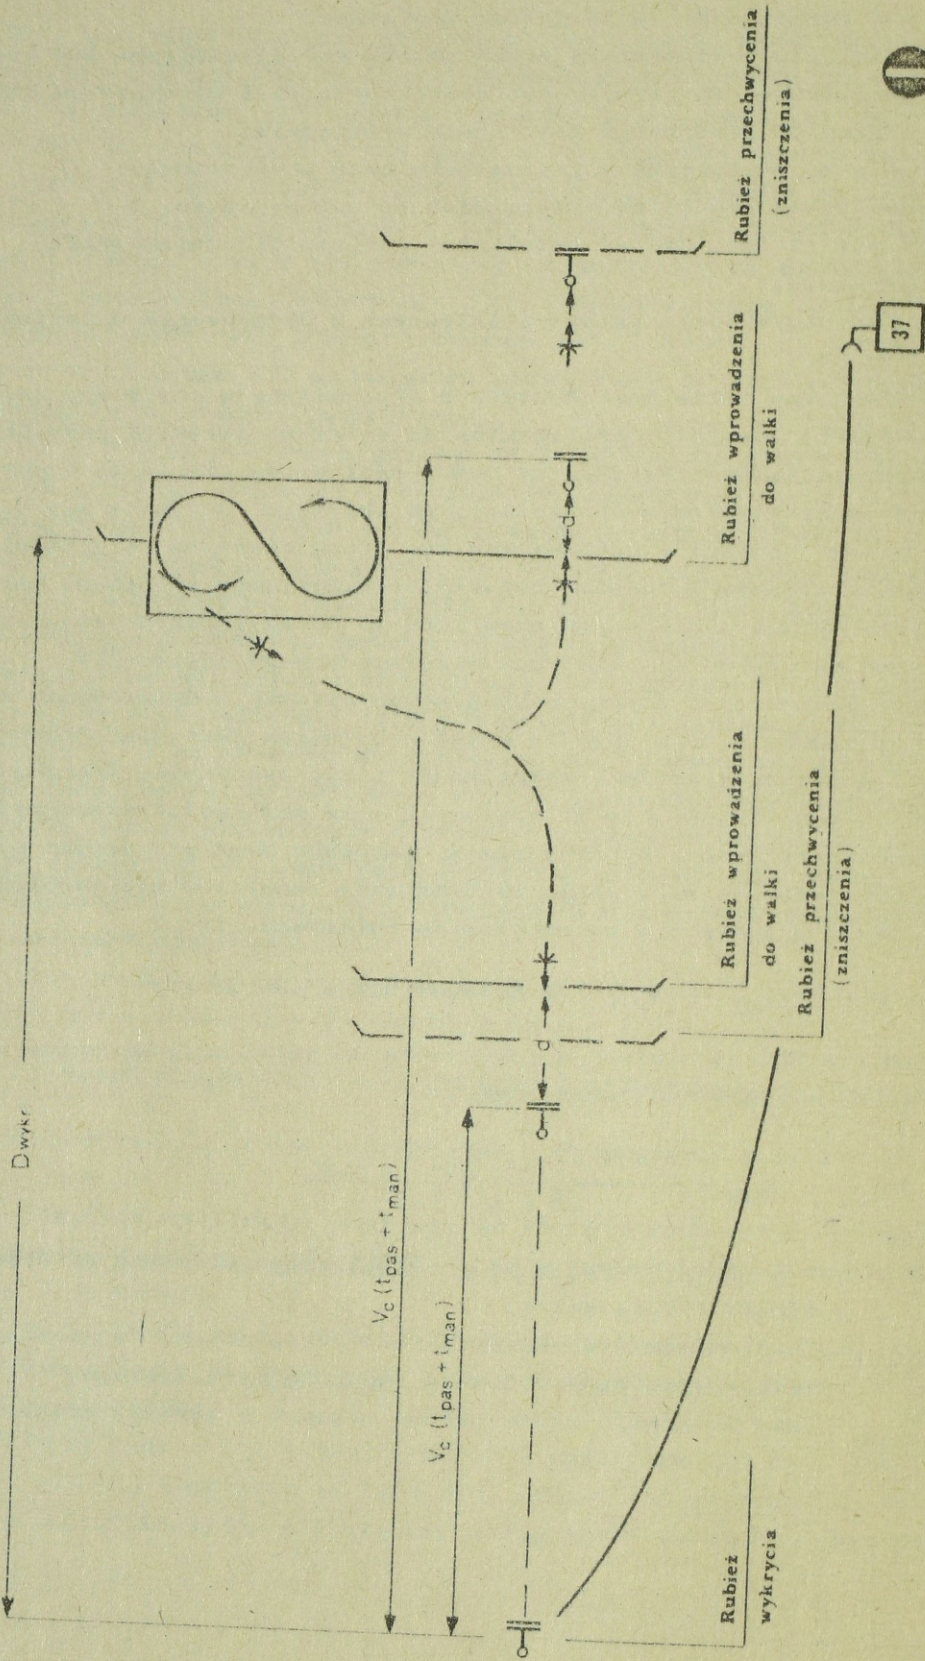 Dwykr
Vc (tpas + tman)
Vc (tpas + tman)
d
d
Rubież
wykrycia
Rubież wprowadzenia
do walki
Rubież przechwycenia
(zniszczenia)
Rubież wprowadzenia
do walki
Rubież przechwycenia
(zniszczenia)
37